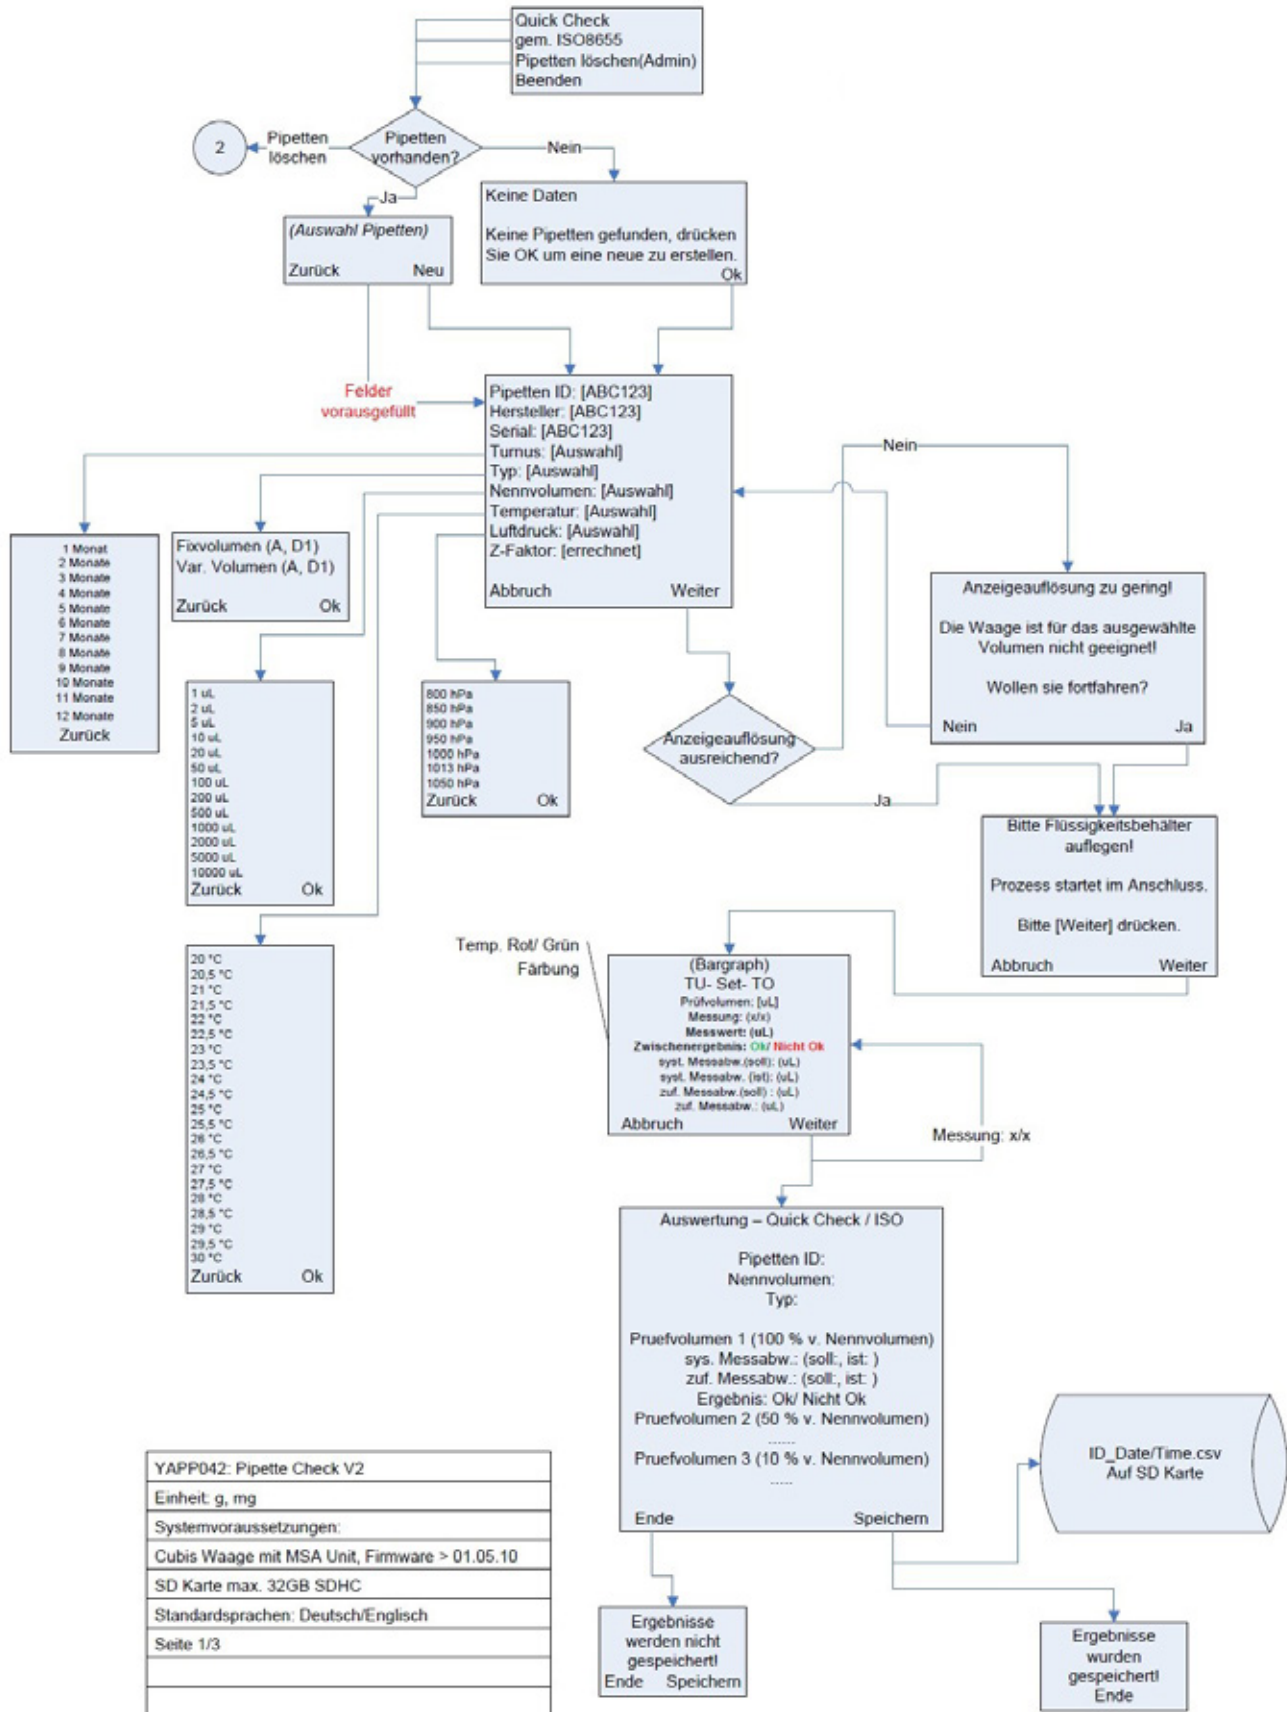 Quick Check
gem. ISO8655
Pipetten löschen(Admin)
Beenden
2
Pipetten
löschen
Pipetten
vorhanden?
Nein
Ja
(Auswahl Pipetten)
Zurück Neu
Keine Daten
Keine Pipetten gefunden, drücken
Sie OK um eine neue zu erstellen.
Ok
Felder
vorausgefüllt
Pipetten ID: [ABC123]
Hersteller: [ABC123]
Serial: [ABC123]
Turnus: [Auswahl]
Typ: [Auswahl]
Nennvolumen: [Auswahl]
Temperatur: [Auswahl]
Luftdruck: [Auswahl]
Z-Faktor: [errechnet]
Abbruch Weiter
Nein
1 Monat
2 Monate
3 Monate
4 Monate
5 Monate
6 Monate
7 Monate
8 Monate
9 Monate
10 Monate
11 Monate
12 Monate
Zurück
Fixvolumen (A, D1)
Var. Volumen (A, D1)
Zurück Ok
1 uL
2 uL
5 uL
10 uL
20 uL
50 uL
100 uL
200 uL
500 uL
1000 uL
2000 uL
5000 uL
10000 uL
Zurück Ok
800 hPa
850 hPa
900 hPa
950 hPa
1000 hPa
1013 hPa
1050 hPa
Zurück Ok
Anzeigeauflösung
ausreichend?
Ja
Anzeigeauflösung zu gering!
Die Waage ist für das ausgewählte
Volumen nicht geeignet!
Wollen sie fortfahren?
Nein Ja
Bitte Flüssigkeitsbehälter
auflegen!
Prozess startet im Anschluss.
Bitte [Weiter] drücken.
Abbruch Weiter
20 °C
20,5 °C
21 °C
21,5 °C
22 °C
22,5 °C
23 °C
23,5 °C
24 °C
24,5 °C
25 °C
25,5 °C
26 °C
26,5 °C
27 °C
27,5 °C
28 °C
28,5 °C
29 °C
29,5 °C
30 °C
Zurück Ok
Temp. Rot/ Grün
Färbung
(Bargraph)
TU- Set- TO
Prüfvolumen: [uL]
Messung: (x/x)
Messwert: (uL)
Zwischenergebnis: Ok/ Nicht Ok
syst. Messabw.(soll): (uL)
syst. Messabw. (ist): (uL)
zuf. Messabw.(soll) : (uL)
zuf. Messabw.: (uL)
Abbruch Weiter
Messung: x/x
Auswertung – Quick Check / ISO
Pipetten ID:
Nennvolumen:
Typ:
Pruefvolumen 1 (100 % v. Nennvolumen)
sys. Messabw.: (soll:, ist: )
zuf. Messabw.: (soll:, ist: )
Ergebnis: Ok/ Nicht Ok
Pruefvolumen 2 (50 % v. Nennvolumen)
......
Pruefvolumen 3 (10 % v. Nennvolumen)
.....
Ende Speichern
ID_Date/Time.csv
Auf SD Karte
Ergebnisse
werden nicht
gespeichert!
Ende Speichern
Ergebnisse
wurden
gespeichert!
Ende
YAPP042: Pipette Check V2
Einheit: g, mg
Systemvoraussetzungen:
Cubis Waage mit MSA Unit, Firmware > 01.05.10
SD Karte max. 32GB SDHC
Standardsprachen: Deutsch/Englisch
Seite 1/3